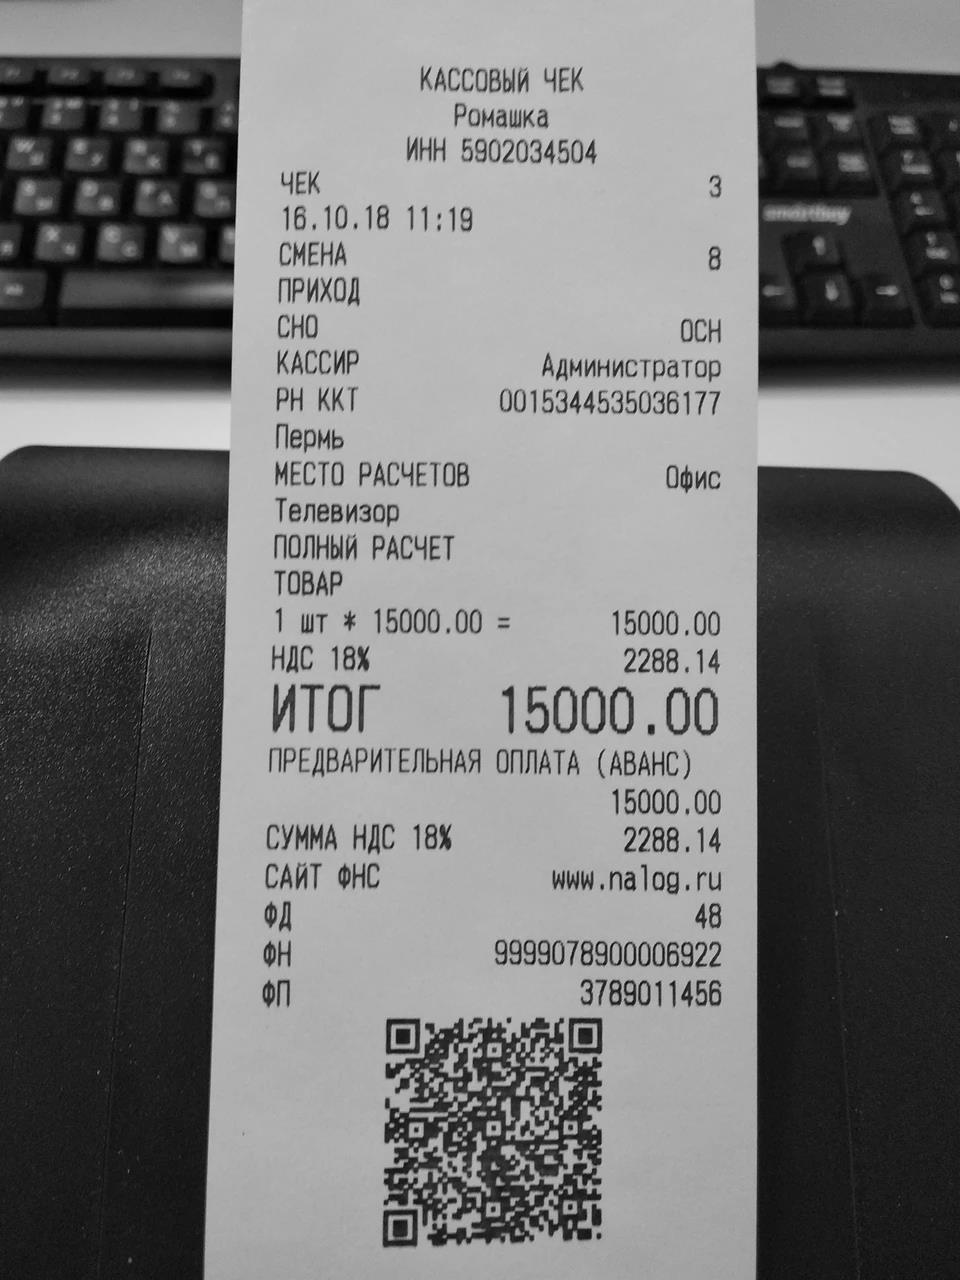 КАССОВЫЙ ЧЕК
Ромашка
ИНН 5902034504
ЧЕК 3
16.10.18 11:19
СМЕНА 8
ПРИХОД
СНО ОСН
КАССИР Администратор
РН ККТ 0015344535036177
Пермь
МЕСТО РАСЧЕТОВ Офис
Телевизор
ПОЛНЫЙ РАСЧЕТ
ТОВАР
1 шт * 15000.00 = 15000.00
НДС 18% 2288.14
ИТОГ 15000.00
ПРЕДВАРИТЕЛЬНАЯ ОПЛАТА (АВАНС)
15000.00
СУММА НДС 18% 2288.14
САЙТ ФНС www.nalog.ru
ФД 48
ФН 9999078900006922
ФП 3789011456
smartbuy